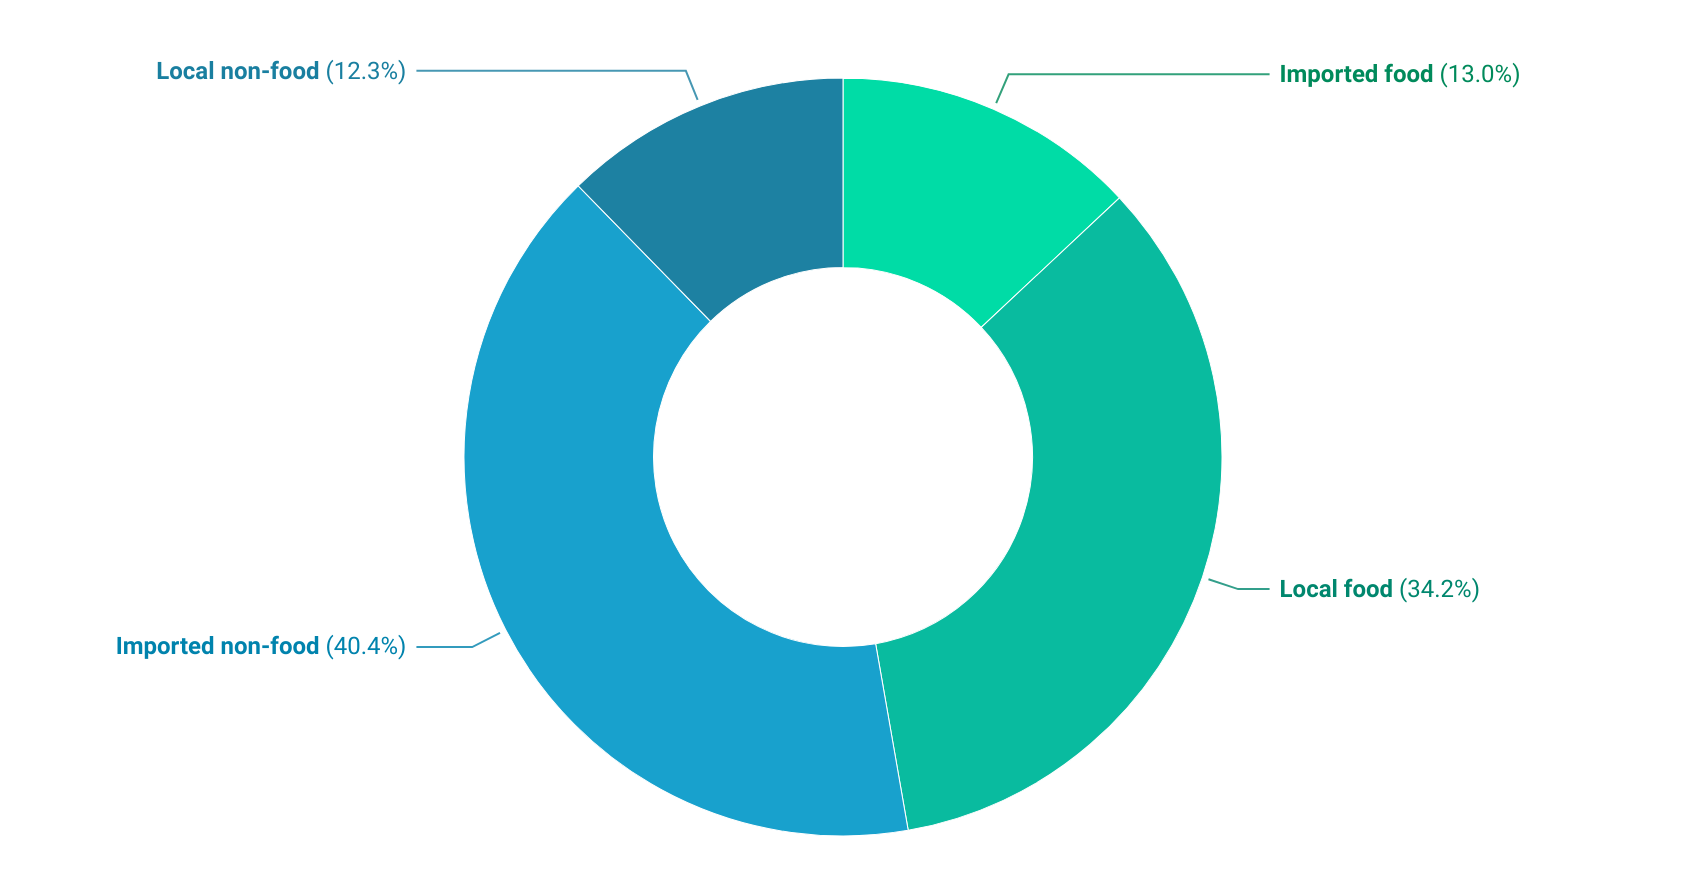 Local non-food (12.3%)
Imported food (13.0%)
Local food (34.2%)
Imported non-food (40.4%)